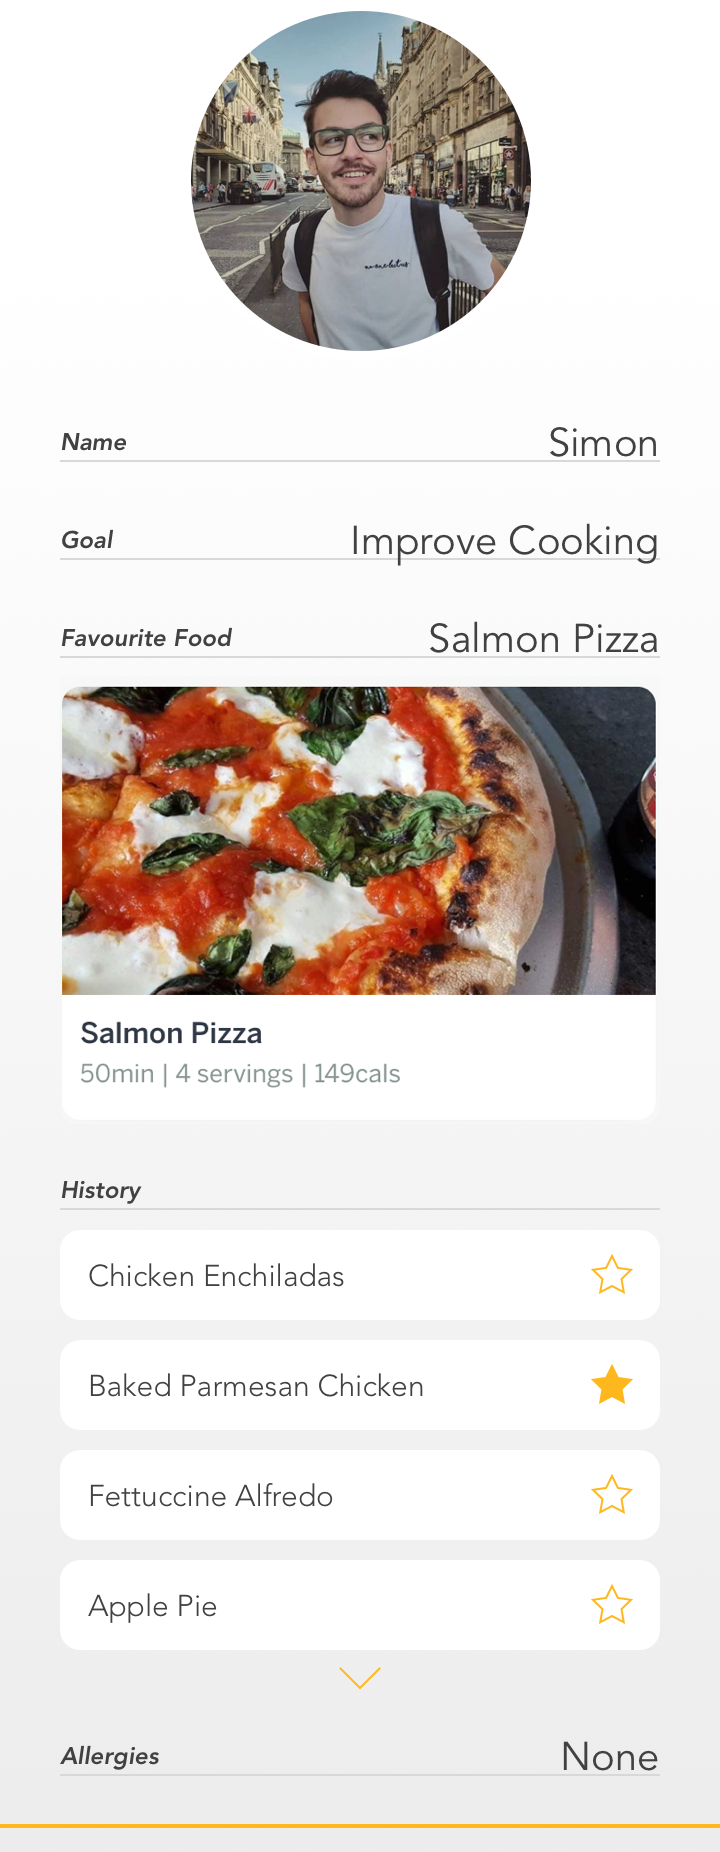 Name
Simon
Goal
Improve Cooking
Favourite Food
Salmon Pizza
Salmon Pizza
50min | 4 servings | 149cals
History
Chicken Enchiladas
Baked Parmesan Chicken
Fettuccine Alfredo
Apple Pie
Allergies
None